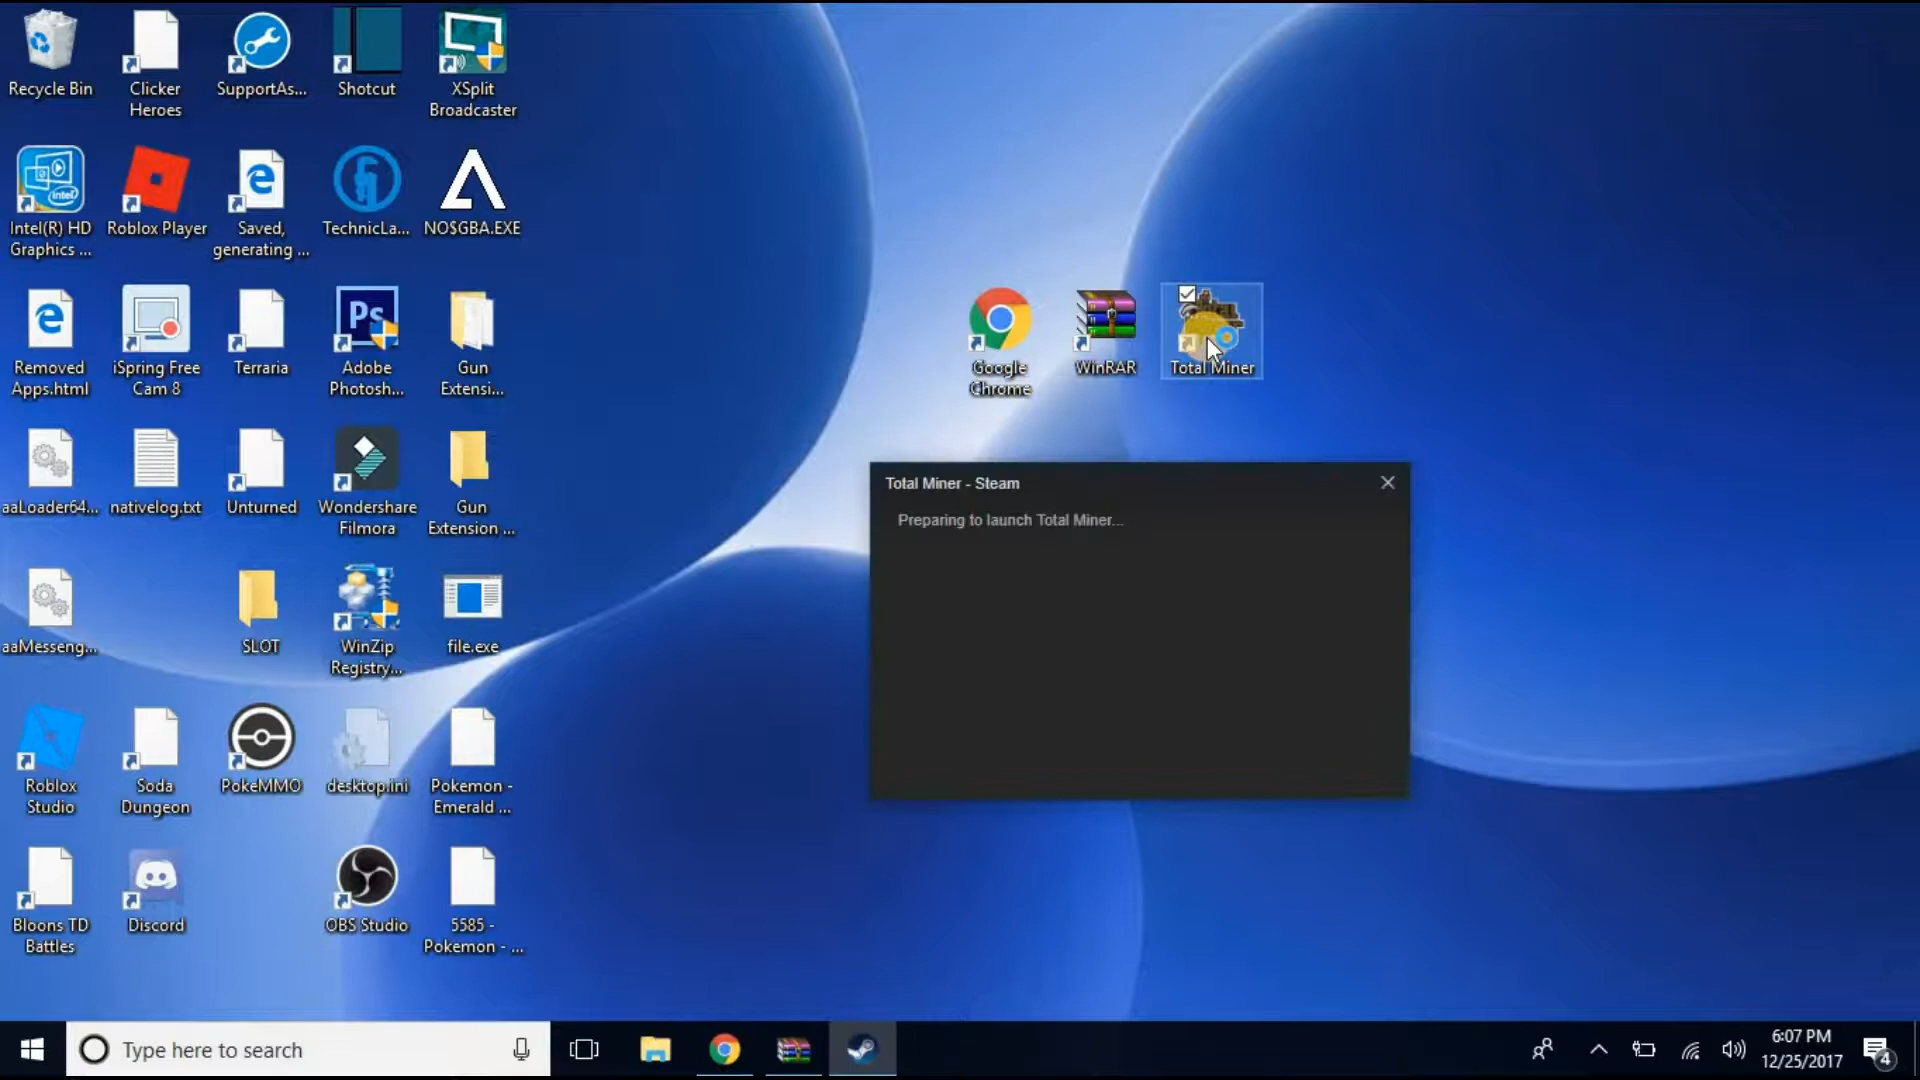 Recycle Bin
Clicker
Heroes
SupportAs...
Shotcut
XSplit
Broadcaster
Intel(R) HD
Graphics ...
Roblox Player
Saved,
generating ...
TechnicLa...
NO$GBA.EXE
Removed
Apps.html
iSpring Free
Cam 8
Terraria
Ps
Adobe
Photosh...
Gun
Extensi...
Google
Chrome
WinRAR
Total Miner
aaLoader64...
nativelog.txt
Unturned
Wondershare
Filmora
Gun
Extension ...
Total Miner - Steam
Preparing to launch Total Miner...
aaMesseng...
SLOT
WinZip
Registry...
file.exe
Roblox
Studio
Soda
Dungeon
PokeMMO
desktop.ini
Pokemon -
Emerald ...
Bloons TD
Battles
Discord
OBS Studio
5585 -
Pokemon - ...
Type here to search
6:07 PM
12/25/2017
4